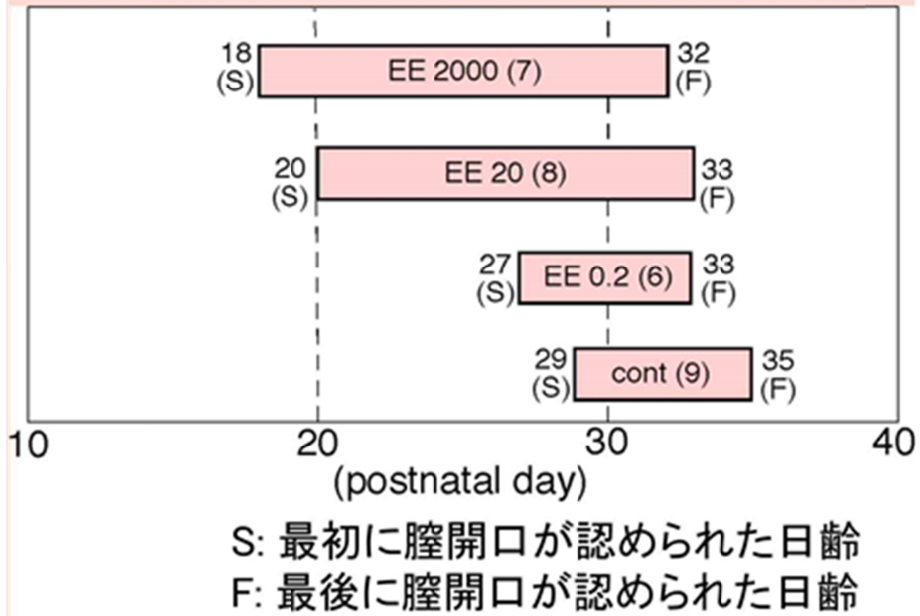 18
(S)
EE 2000 (7)
32
(F)
20
(S)
EE 20 (8)
33
(F)
27
(S)
EE 0.2 (6)
33
(F)
29
(S)
cont (9)
35
(F)
10 20 30 40
(postnatal day)
S: 最初に膣開口が認められた日齢
F: 最後に膣開口が認められた日齢